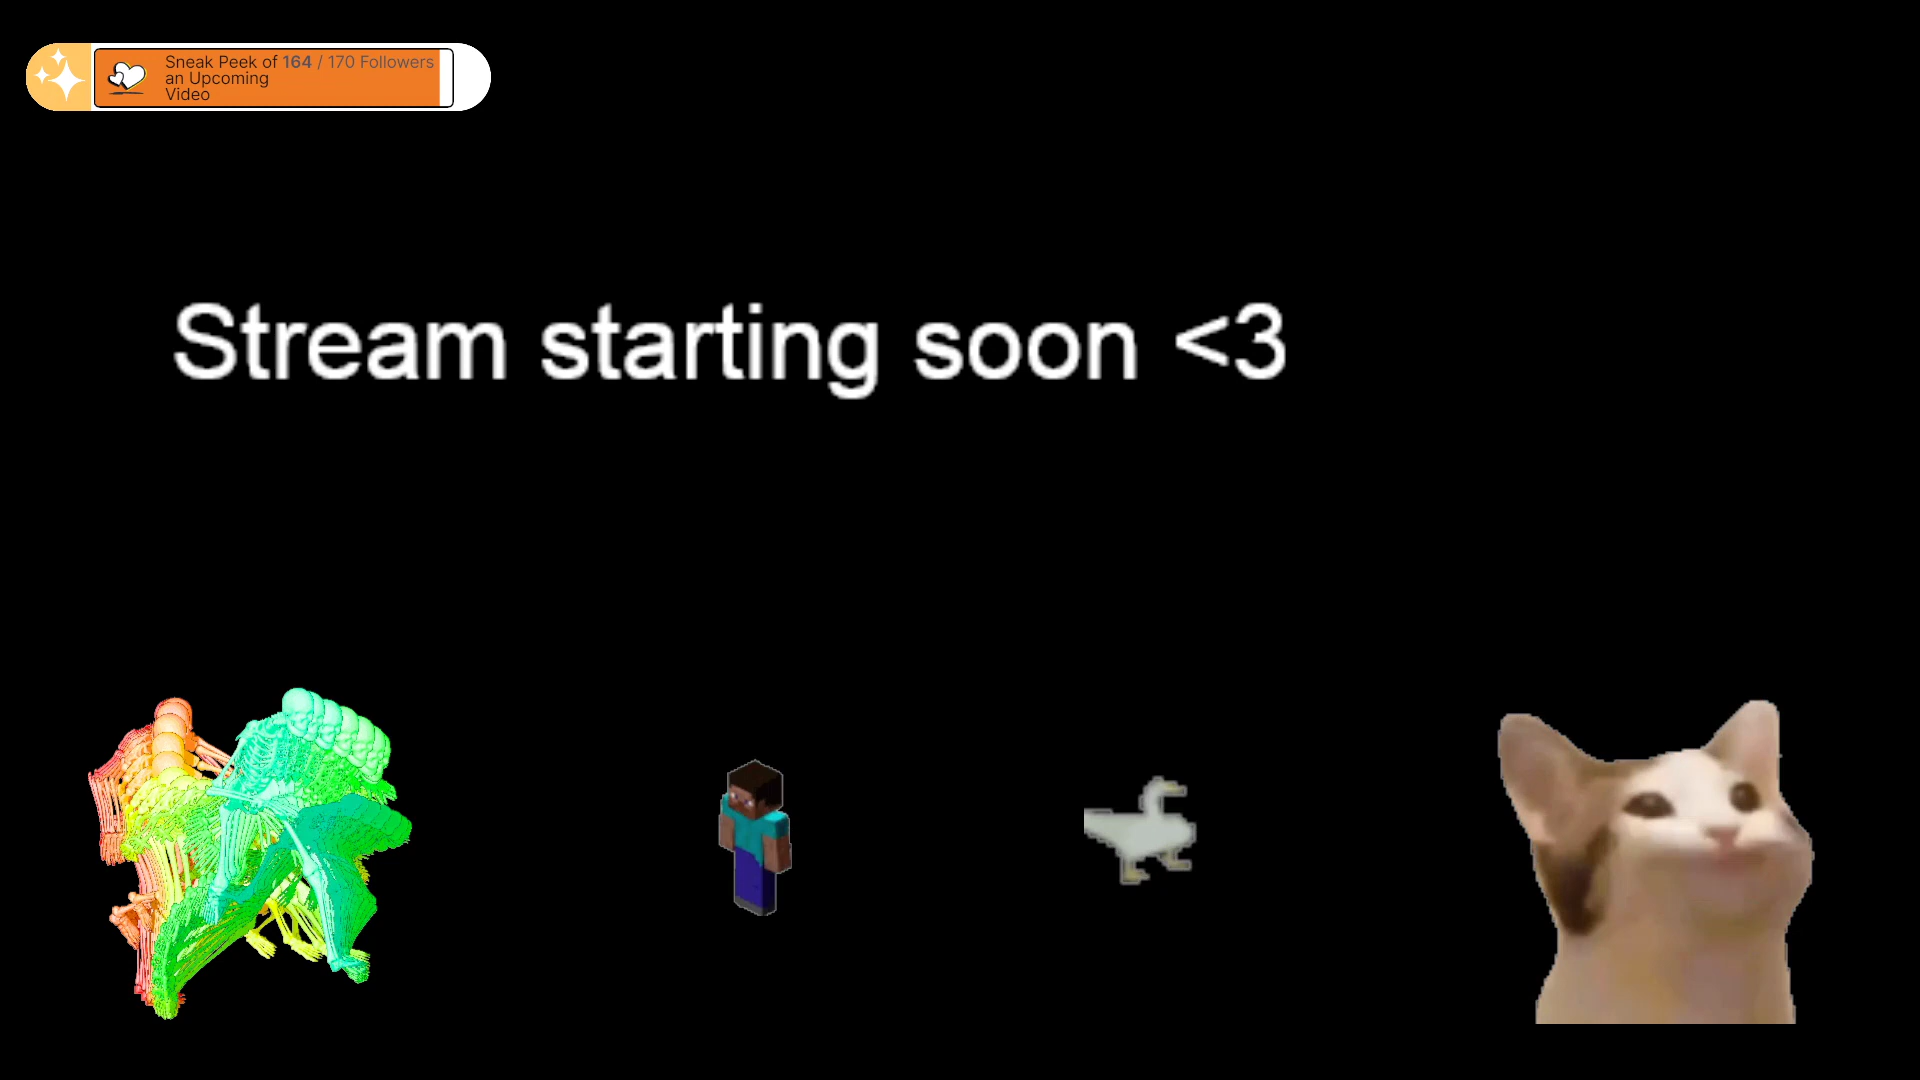 Sneak Peek of 164 / 170 Followers
an Upcoming
Video
Stream starting soon <3